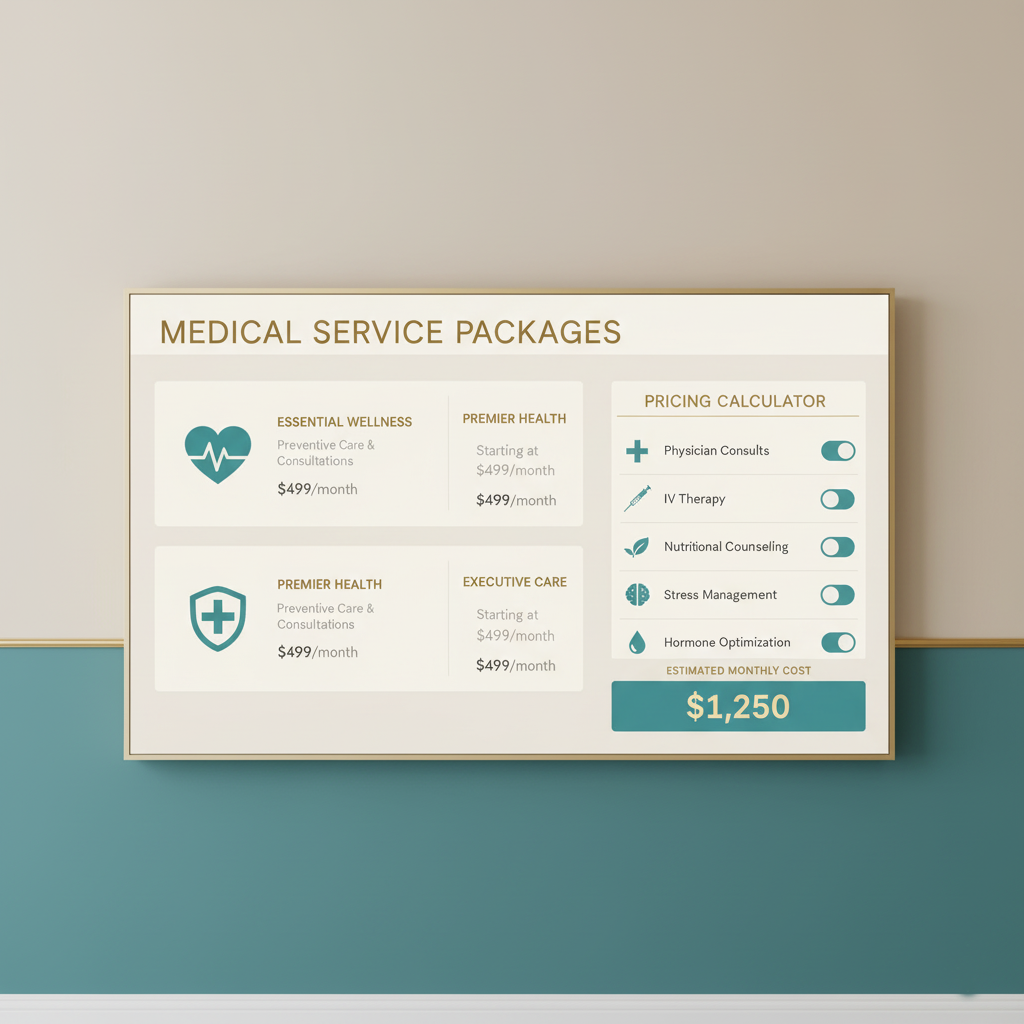 MEDICAL SERVICE PACKAGES
ESSENTIAL WELLNESS
Preventive Care &
Consultations
$499/month
PREMIER HEALTH
Starting at
$499/month
$499/month
PREMIER HEALTH
Preventive Care &
Consultations
$499/month
EXECUTIVE CARE
Starting at
$499/month
$499/month
PRICING CALCULATOR
Physician Consults
IV Therapy
Nutritional Counseling
Stress Management
Hormone Optimization
ESTIMATED MONTHLY COST
$1,250